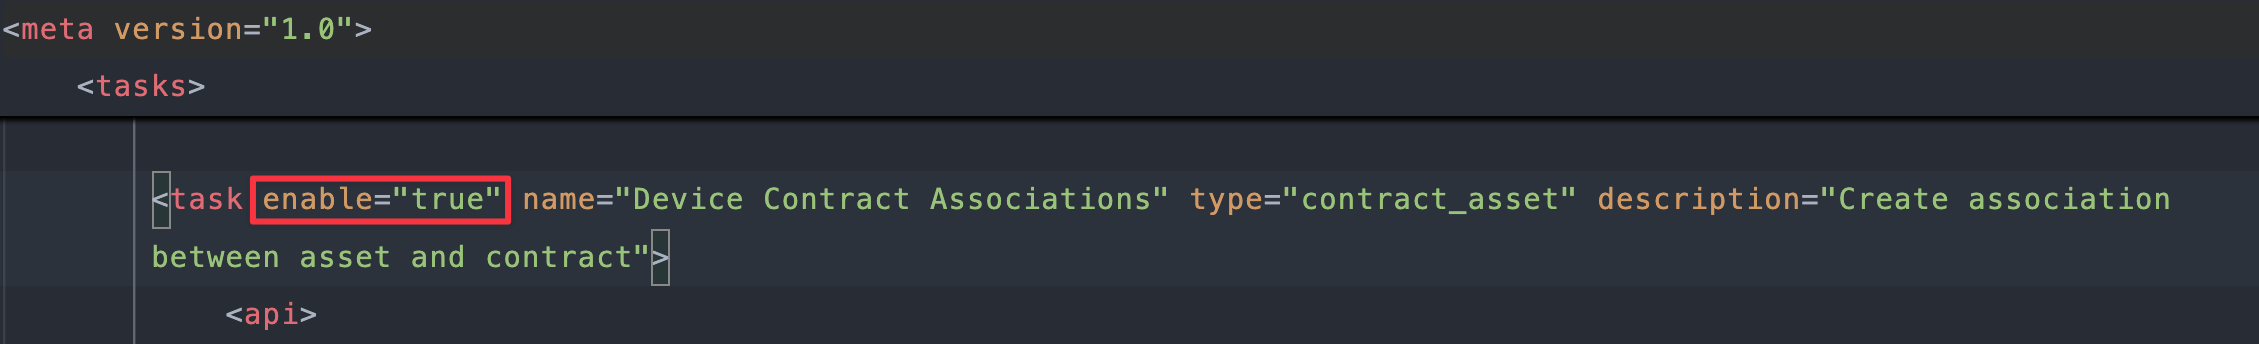 <meta version="1.0">
<tasks>
<task enable="true" name="Device Contract Associations" type="contract_asset" description="Create association
between asset and contract">
<api>